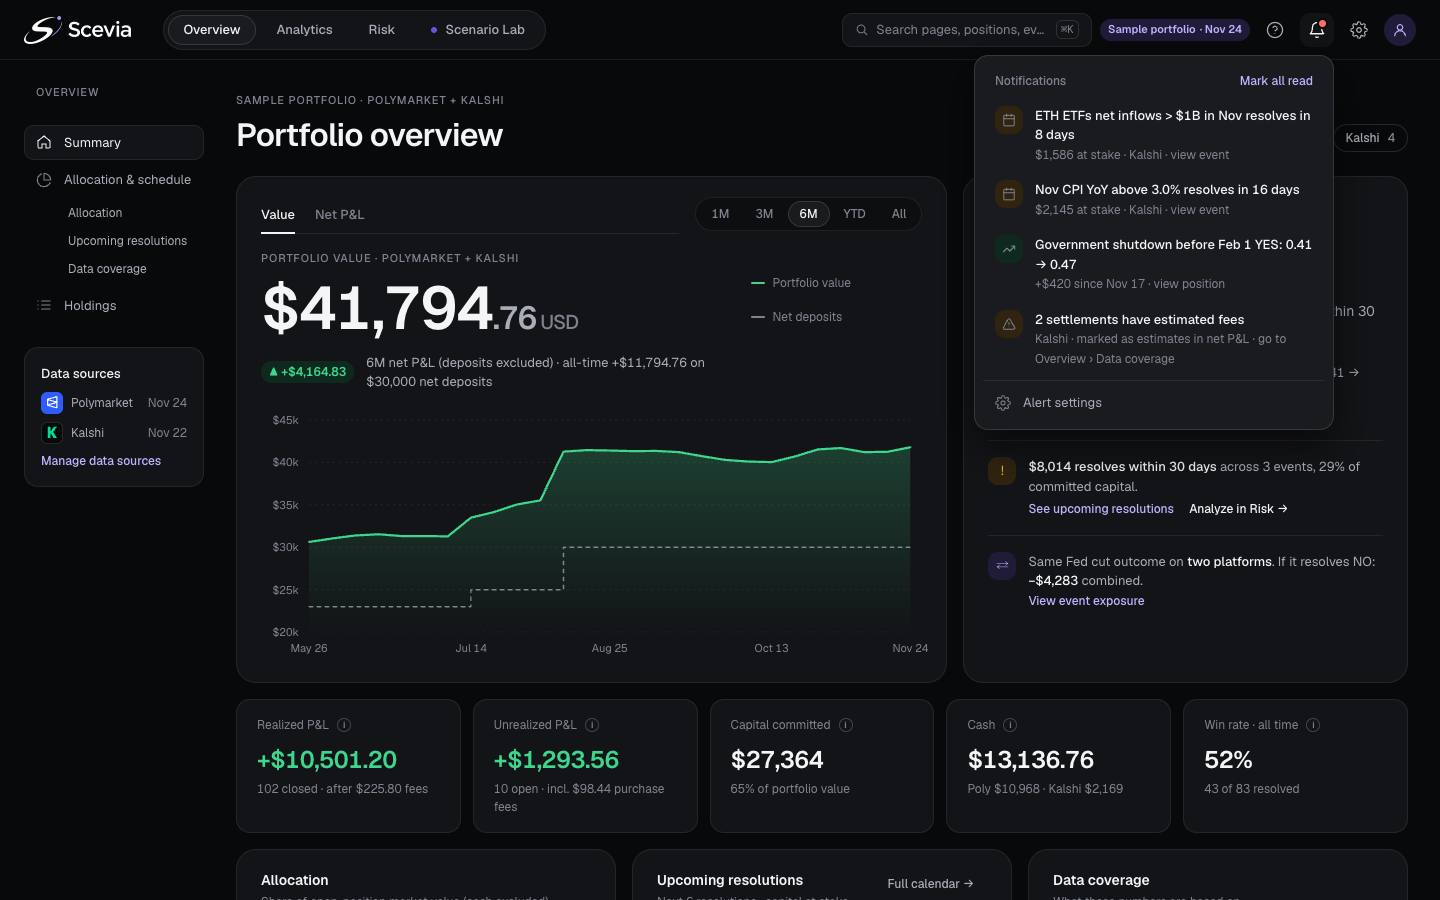 Scevia
Overview
Analytics
Risk
Scenario Lab
Search pages, positions, ev...
⌘K
Sample portfolio · Nov 24
OVERVIEW
Summary
Allocation & schedule
Allocation
Upcoming resolutions
Data coverage
Holdings
Data sources
Polymarket Nov 24
Kalshi Nov 22
Manage data sources
SAMPLE PORTFOLIO · POLYMARKET + KALSHI
Portfolio overview
Kalshi 4
Value
Net P&L
1M 3M 6M YTD All
PORTFOLIO VALUE · POLYMARKET + KALSHI
$41,794.76 USD
Portfolio value
Net deposits
▲ +$4,164.83
6M net P&L (deposits excluded) · all-time +$11,794.76 on
$30,000 net deposits
$45k
$40k
$35k
$30k
$25k
$20k
May 26 Jul 14 Aug 25 Oct 13 Nov 24
Notifications
Mark all read
ETH ETFs net inflows > $1B in Nov resolves in
8 days
$1,586 at stake · Kalshi · view event
Nov CPI YoY above 3.0% resolves in 16 days
$2,145 at stake · Kalshi · view event
Government shutdown before Feb 1 YES: 0.41
→ 0.47
+$420 since Nov 17 · view position
2 settlements have estimated fees
Kalshi · marked as estimates in net P&L · go to
Overview › Data coverage
Alert settings
30
→
!
$8,014 resolves within 30 days across 3 events, 29% of
committed capital.
See upcoming resolutions
Analyze in Risk →
Same Fed cut outcome on two platforms. If it resolves NO:
−$4,283 combined.
View event exposure
Realized P&L
+$10,501.20
102 closed · after $225.80 fees
Unrealized P&L
+$1,293.56
10 open · incl. $98.44 purchase
fees
Capital committed
$27,364
65% of portfolio value
Cash
$13,136.76
Poly $10,968 · Kalshi $2,169
Win rate · all time
52%
43 of 83 resolved
Allocation
Upcoming resolutions
Full calendar →
Data coverage